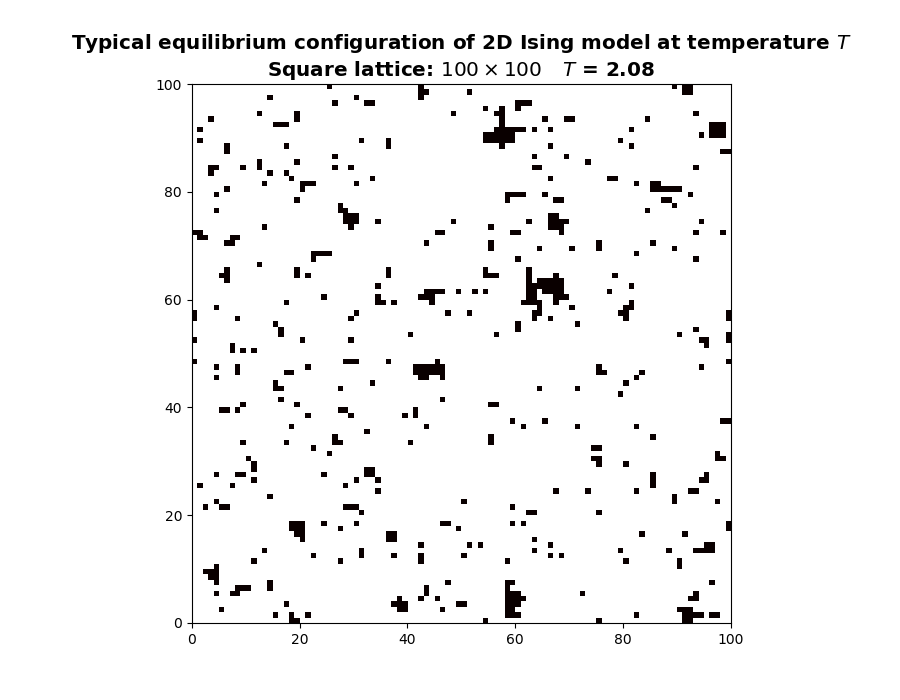 Typical equilibrium configuration of 2D Ising model at temperature T
Square lattice: 100 × 100 T = 2.08
100
80
60
40
20
0
0 20 40 60 80 100